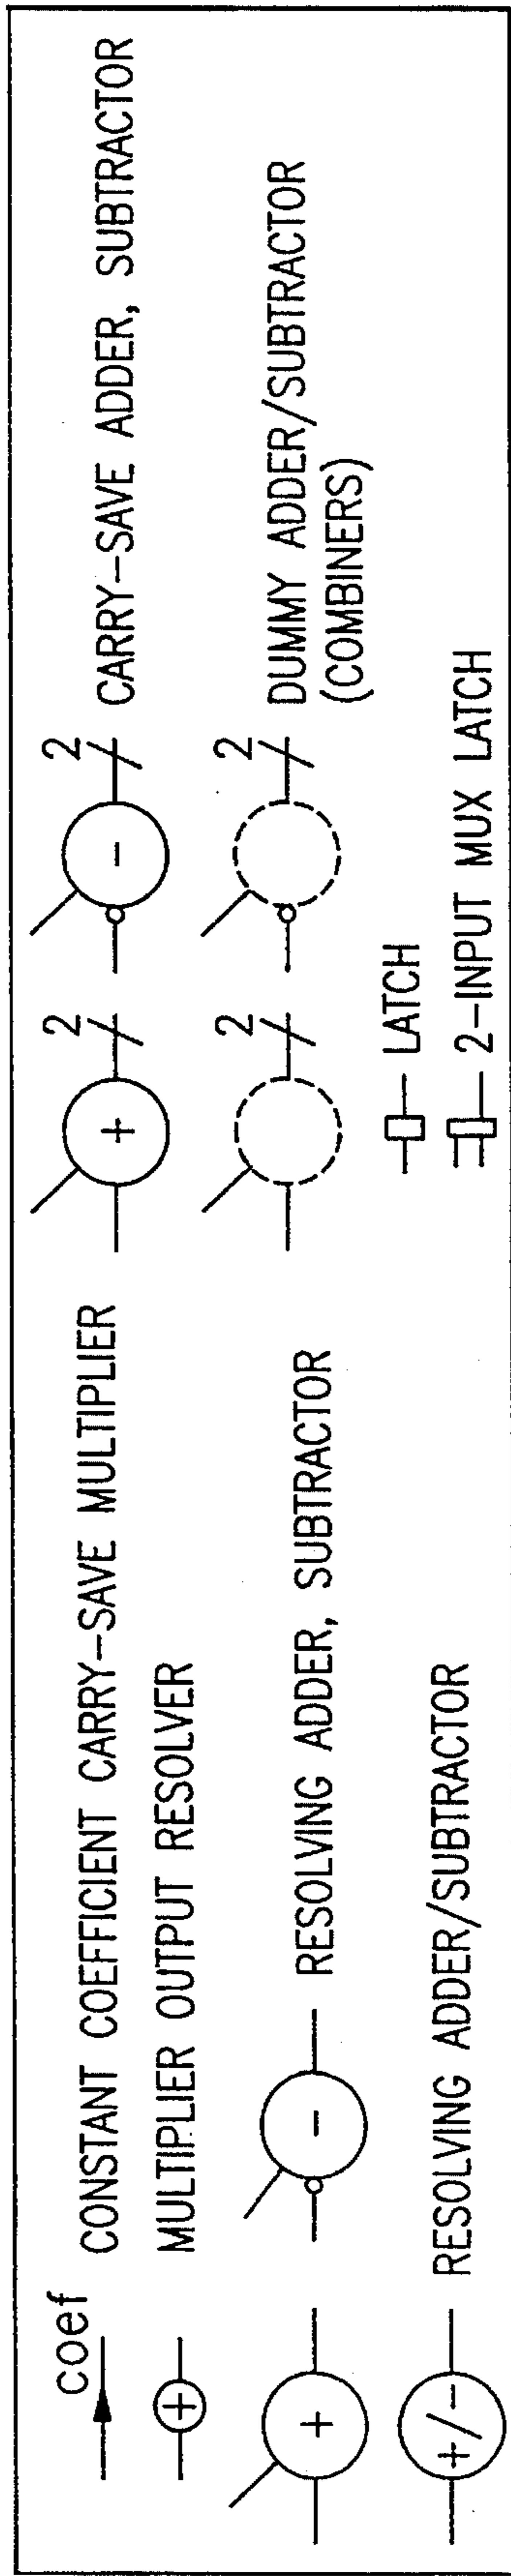 coef
CONSTANT COEFFICIENT CARRY-SAVE MULTIPLIER
+
MULTIPLIER OUTPUT RESOLVER
+
-
RESOLVING ADDER, SUBTRACTOR
+/-
RESOLVING ADDER/SUBTRACTOR
+
2
-
2
CARRY-SAVE ADDER, SUBTRACTOR
2
2
DUMMY ADDER/SUBTRACTOR
(COMBINERS)
LATCH
2-INPUT MUX LATCH